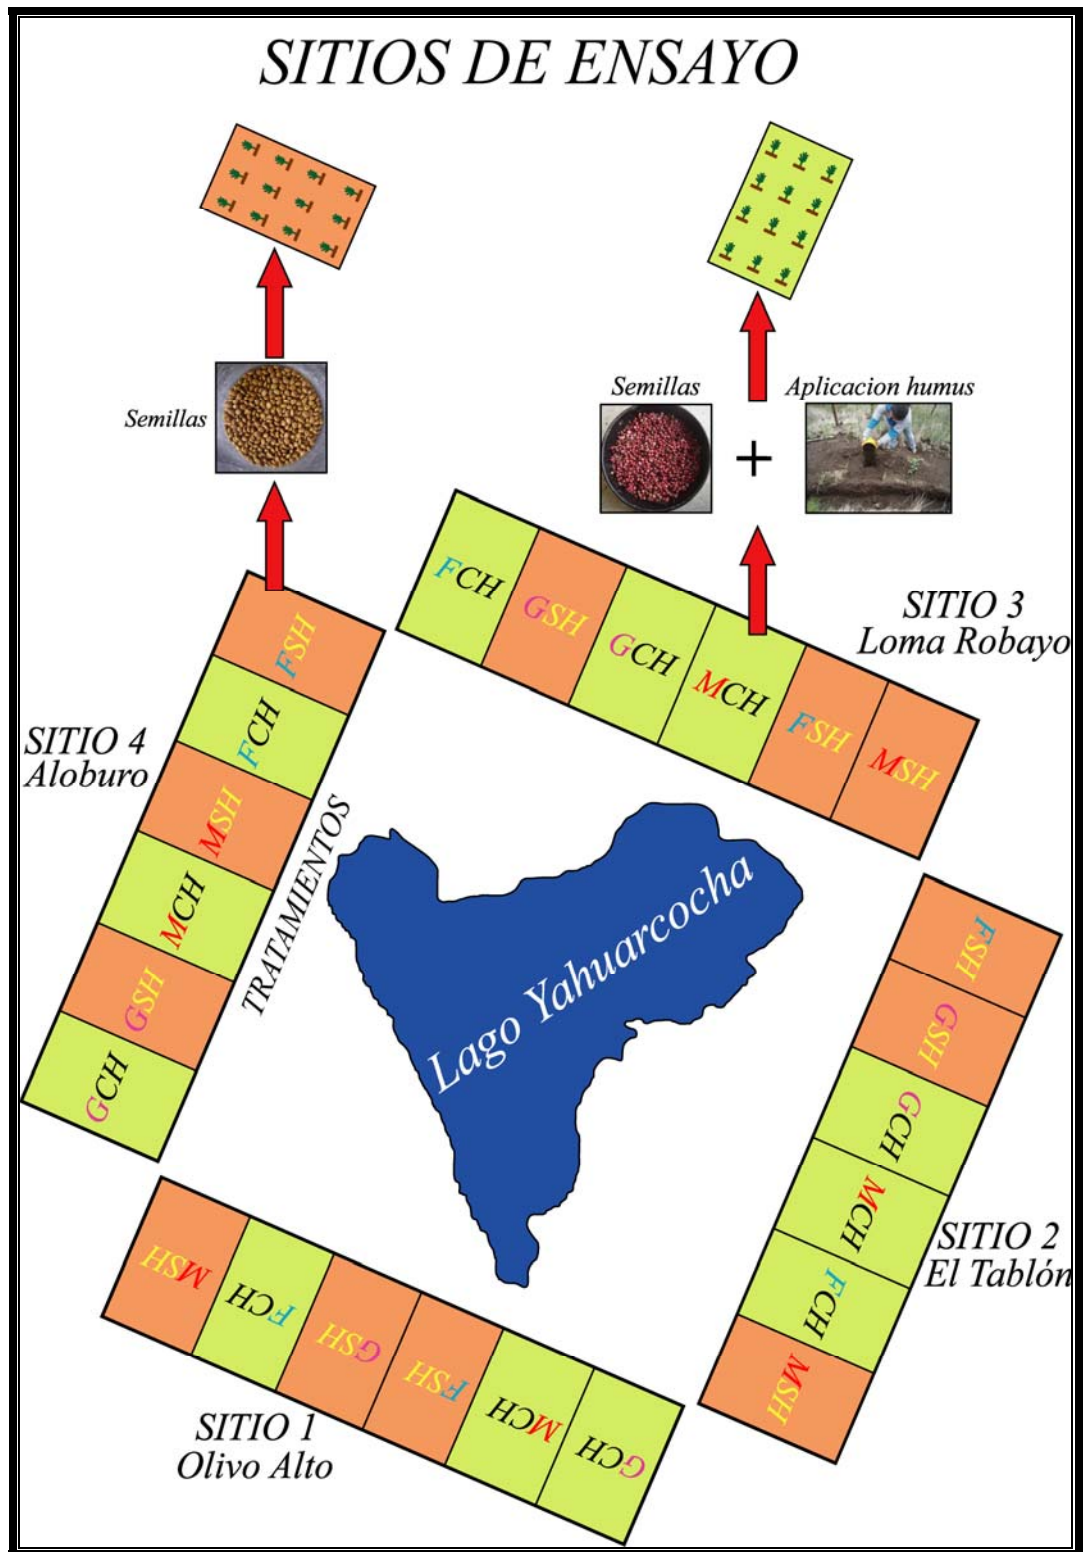 SITIOS DE ENSAYO
Semillas
Semillas
Aplicacion humus
+
SITIO 3
Loma Robayo
FCH
GSH
GCH
MCH
FSH
MSH
SITIO 4
Aloburo
FSH
FCH
MSH
MCH
GSH
GCH
TRATAMIENTOS
Lago Yahuarcocha
FSH
GSH
GCH
MCH
FCH
MSH
SITIO 2
El Tablón
MSH
FCH
GSH
FSH
MCH
GCH
SITIO 1
Olivo Alto